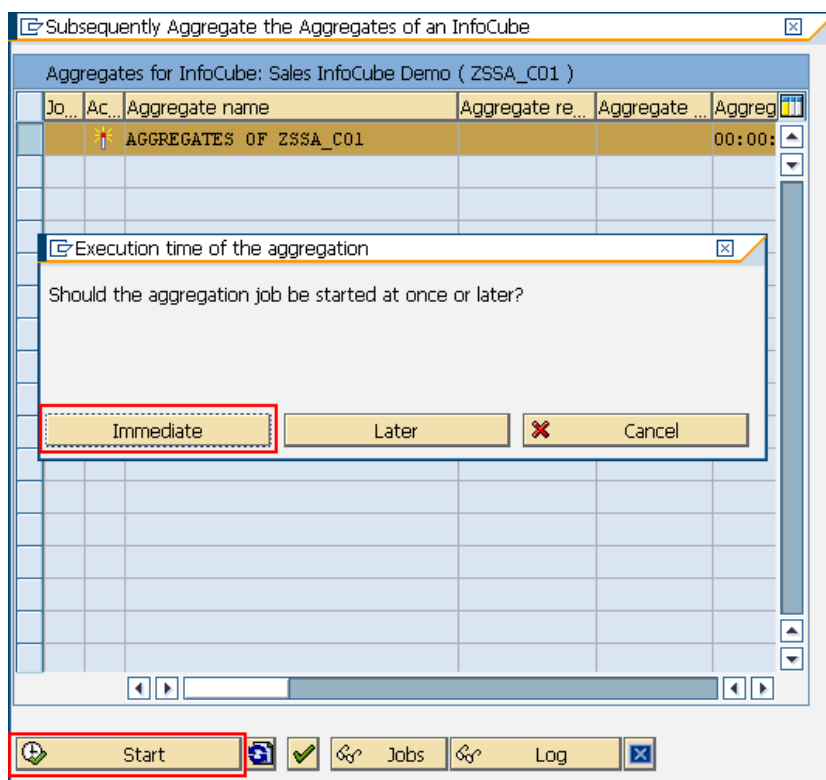 Subsequently Aggregate the Aggregates of an InfoCube
Aggregates for InfoCube: Sales InfoCube Demo ( ZSSA_C01 )
Jo... Ac... Aggregate name Aggregate re... Aggregate ... Aggreg
AGGREGATES OF ZSSA_C01 00:00:
Execution time of the aggregation
Should the aggregation job be started at once or later?
Immediate Later Cancel
Start Jobs Log